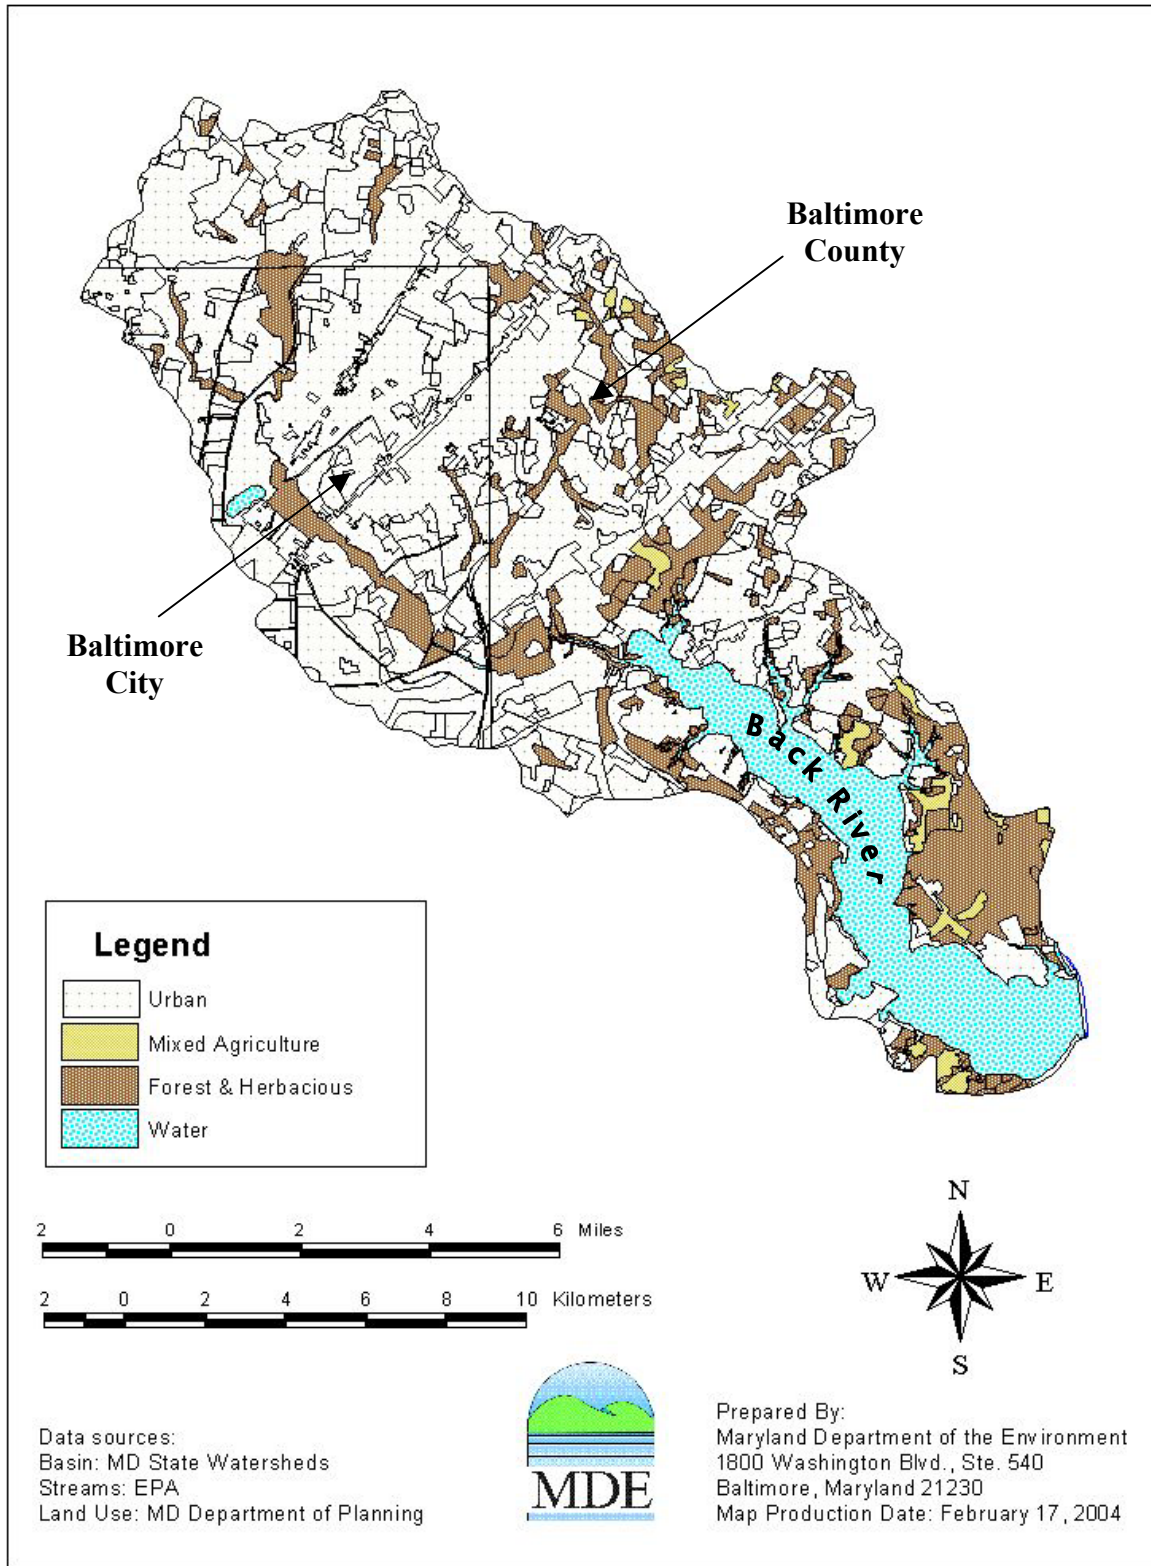 Baltimore
County
Baltimore
City
Back River
Legend
Urban
Mixed Agriculture
Forest & Herbacious
Water
2 0 2 4 6 Miles
2 0 2 4 6 8 10 Kilometers
N
W E
S
Data sources:
Basin: MD State Watersheds
Streams: EPA
Land Use: MD Department of Planning
MDE
Prepared By:
Maryland Department of the Environment
1800 Washington Blvd., Ste. 540
Baltimore, Maryland 21230
Map Production Date: February 17, 2004